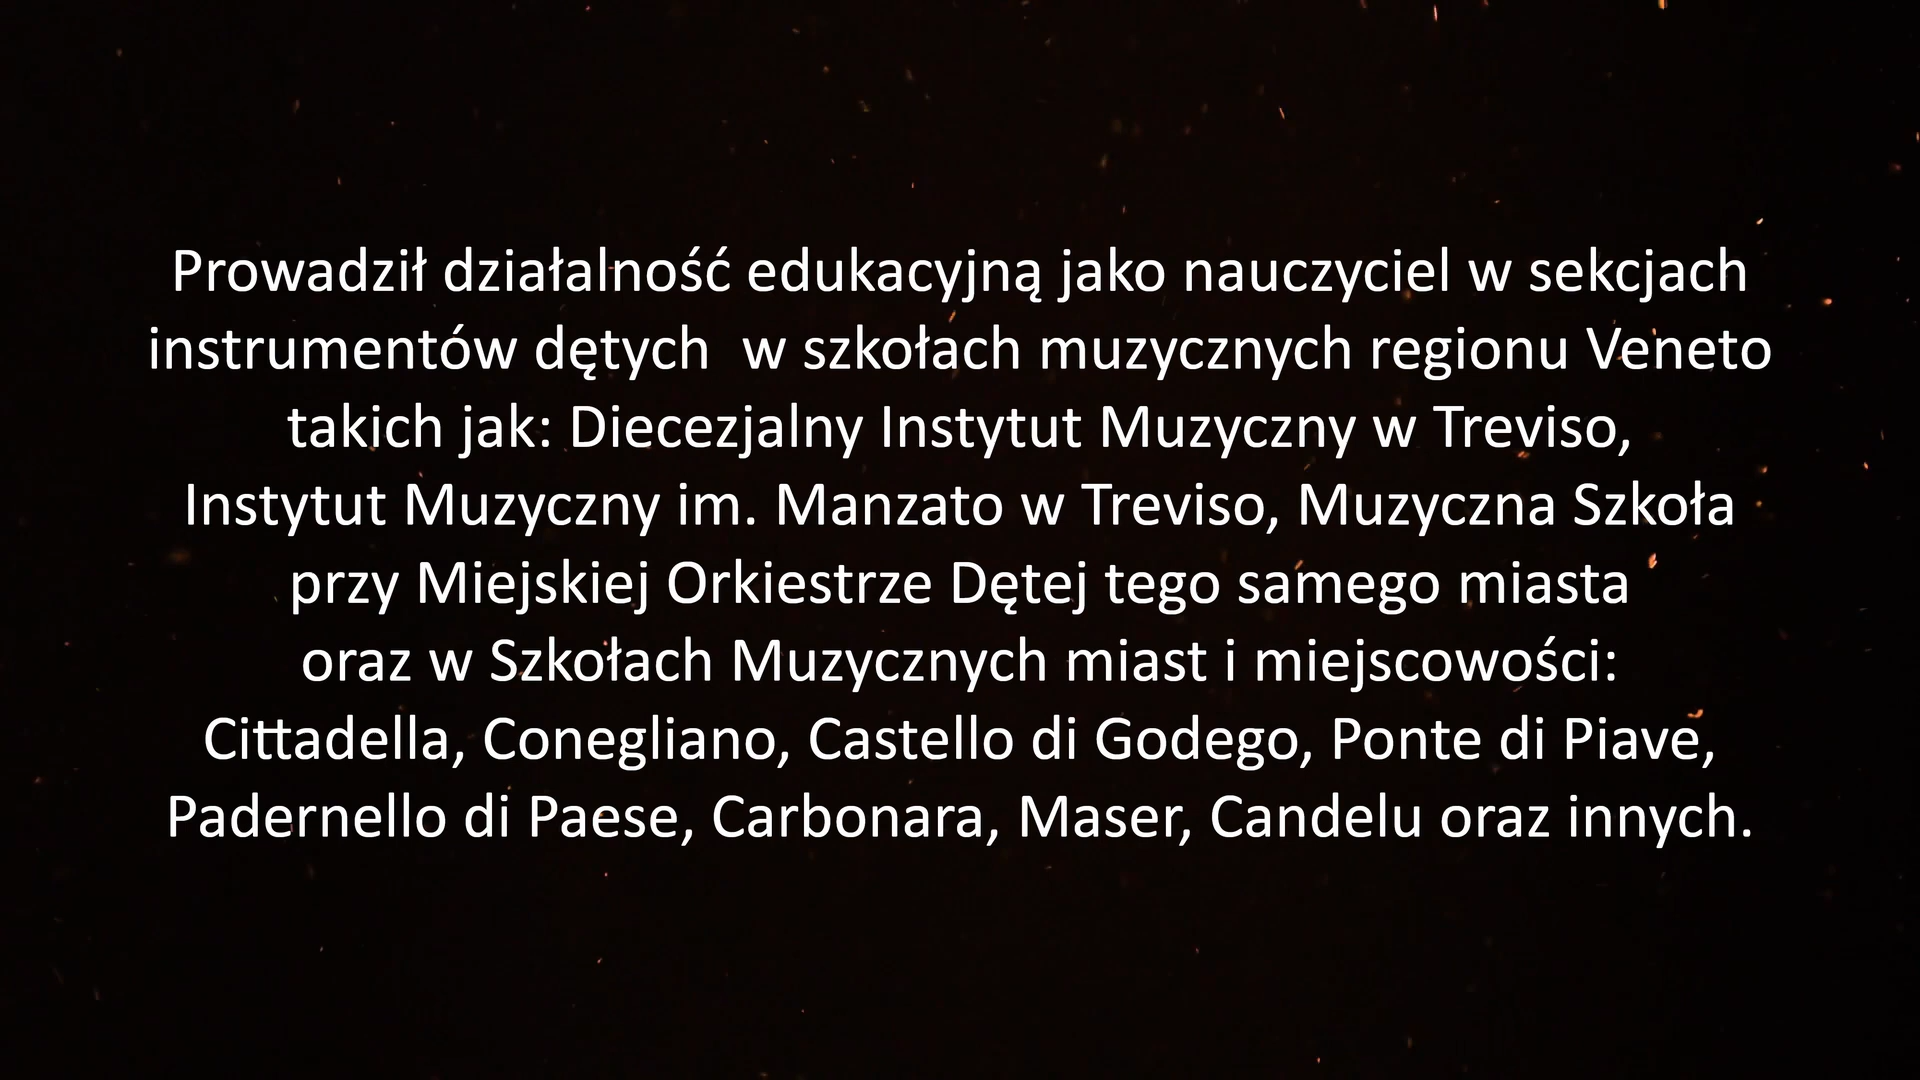 Prowadził działalność edukacyjną jako nauczyciel w sekcjach
instrumentów dętych  w szkołach muzycznych regionu Veneto
takich jak: Diecezjalny Instytut Muzyczny w Treviso,
Instytut Muzyczny im. Manzato w Treviso, Muzyczna Szkoła
przy Miejskiej Orkiestrze Dętej tego samego miasta
oraz w Szkołach Muzycznych miast i miejscowości:
Cittadella, Conegliano, Castello di Godego, Ponte di Piave,
Padernello di Paese, Carbonara, Maser, Candelu oraz innych.